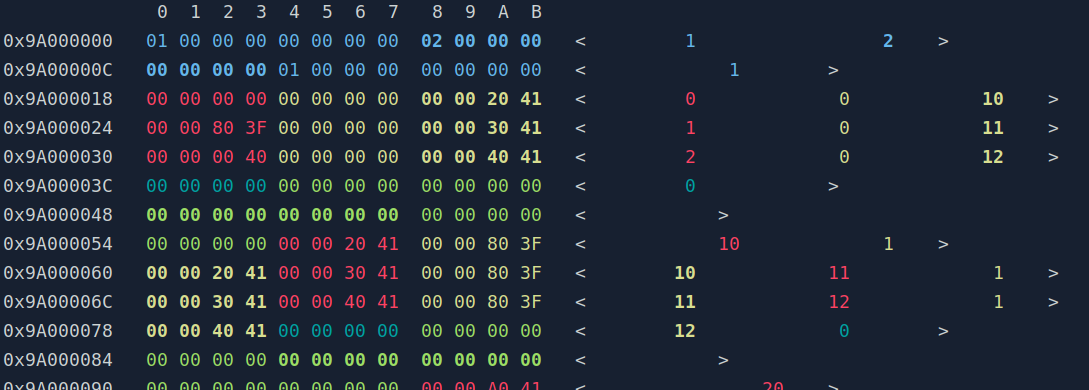 0 1 2 3 4 5 6 7 8 9 A B
0x9A000000 01 00 00 00 00 00 00 00 02 00 00 00 < 1 2 >
0x9A00000C 00 00 00 00 01 00 00 00 00 00 00 00 < 1 >
0x9A000018 00 00 00 00 00 00 00 00 00 00 20 41 < 0 0 10 >
0x9A000024 00 00 80 3F 00 00 00 00 00 00 30 41 < 1 0 11 >
0x9A000030 00 00 00 40 00 00 00 00 00 00 40 41 < 2 0 12 >
0x9A00003C 00 00 00 00 00 00 00 00 00 00 00 00 < 0 >
0x9A000048 00 00 00 00 00 00 00 00 00 00 00 00 < >
0x9A000054 00 00 00 00 00 00 20 41 00 00 80 3F < 10 1 >
0x9A000060 00 00 20 41 00 00 30 41 00 00 80 3F < 10 11 1 >
0x9A00006C 00 00 30 41 00 00 40 41 00 00 80 3F < 11 12 1 >
0x9A000078 00 00 40 41 00 00 00 00 00 00 00 00 < 12 0 >
0x9A000084 00 00 00 00 00 00 00 00 00 00 00 00 < >
0x9A000090 00 00 00 00 00 00 00 00 00 00 A0 41 < 20 >